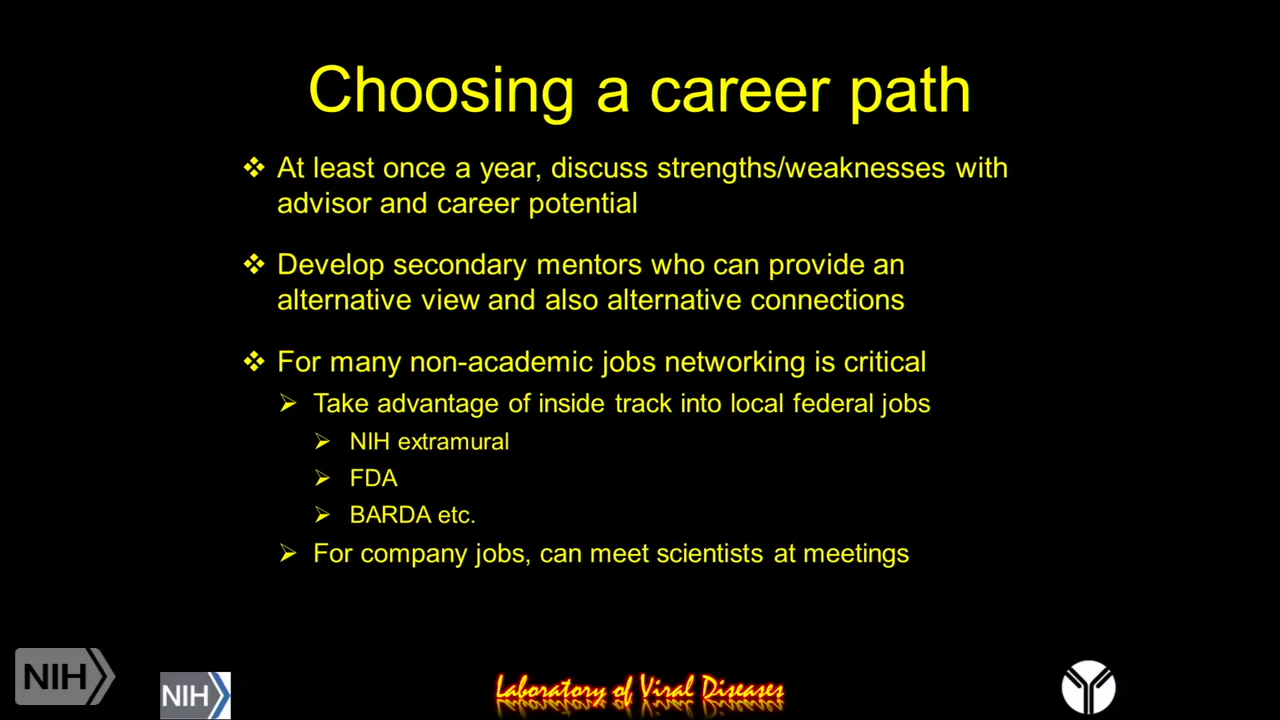 Choosing a career path
At least once a year, discuss strengths/weaknesses with
advisor and career potential
Develop secondary mentors who can provide an
alternative view and also alternative connections
For many non-academic jobs networking is critical
Take advantage of inside track into local federal jobs
NIH extramural
FDA
BARDA etc.
For company jobs, can meet scientists at meetings
NIH
NIH
Laboratory of Viral Diseases